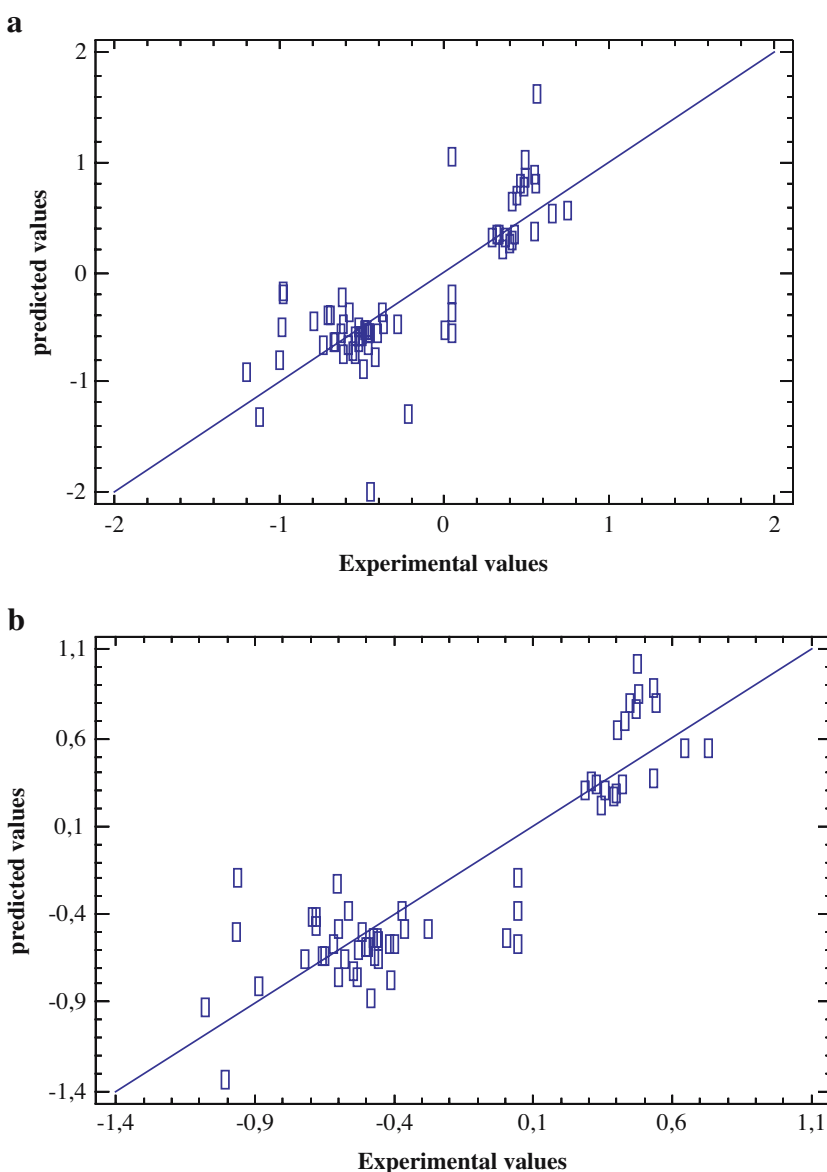 a
2
1
0
-1
-2
predicted values
-2 -1 0 1 2
Experimental values
b
1,1
0,6
0,1
-0,4
-0,9
-1,4
predicted values
-1,4 -0,9 -0,4 0,1 0,6 1,1
Experimental values